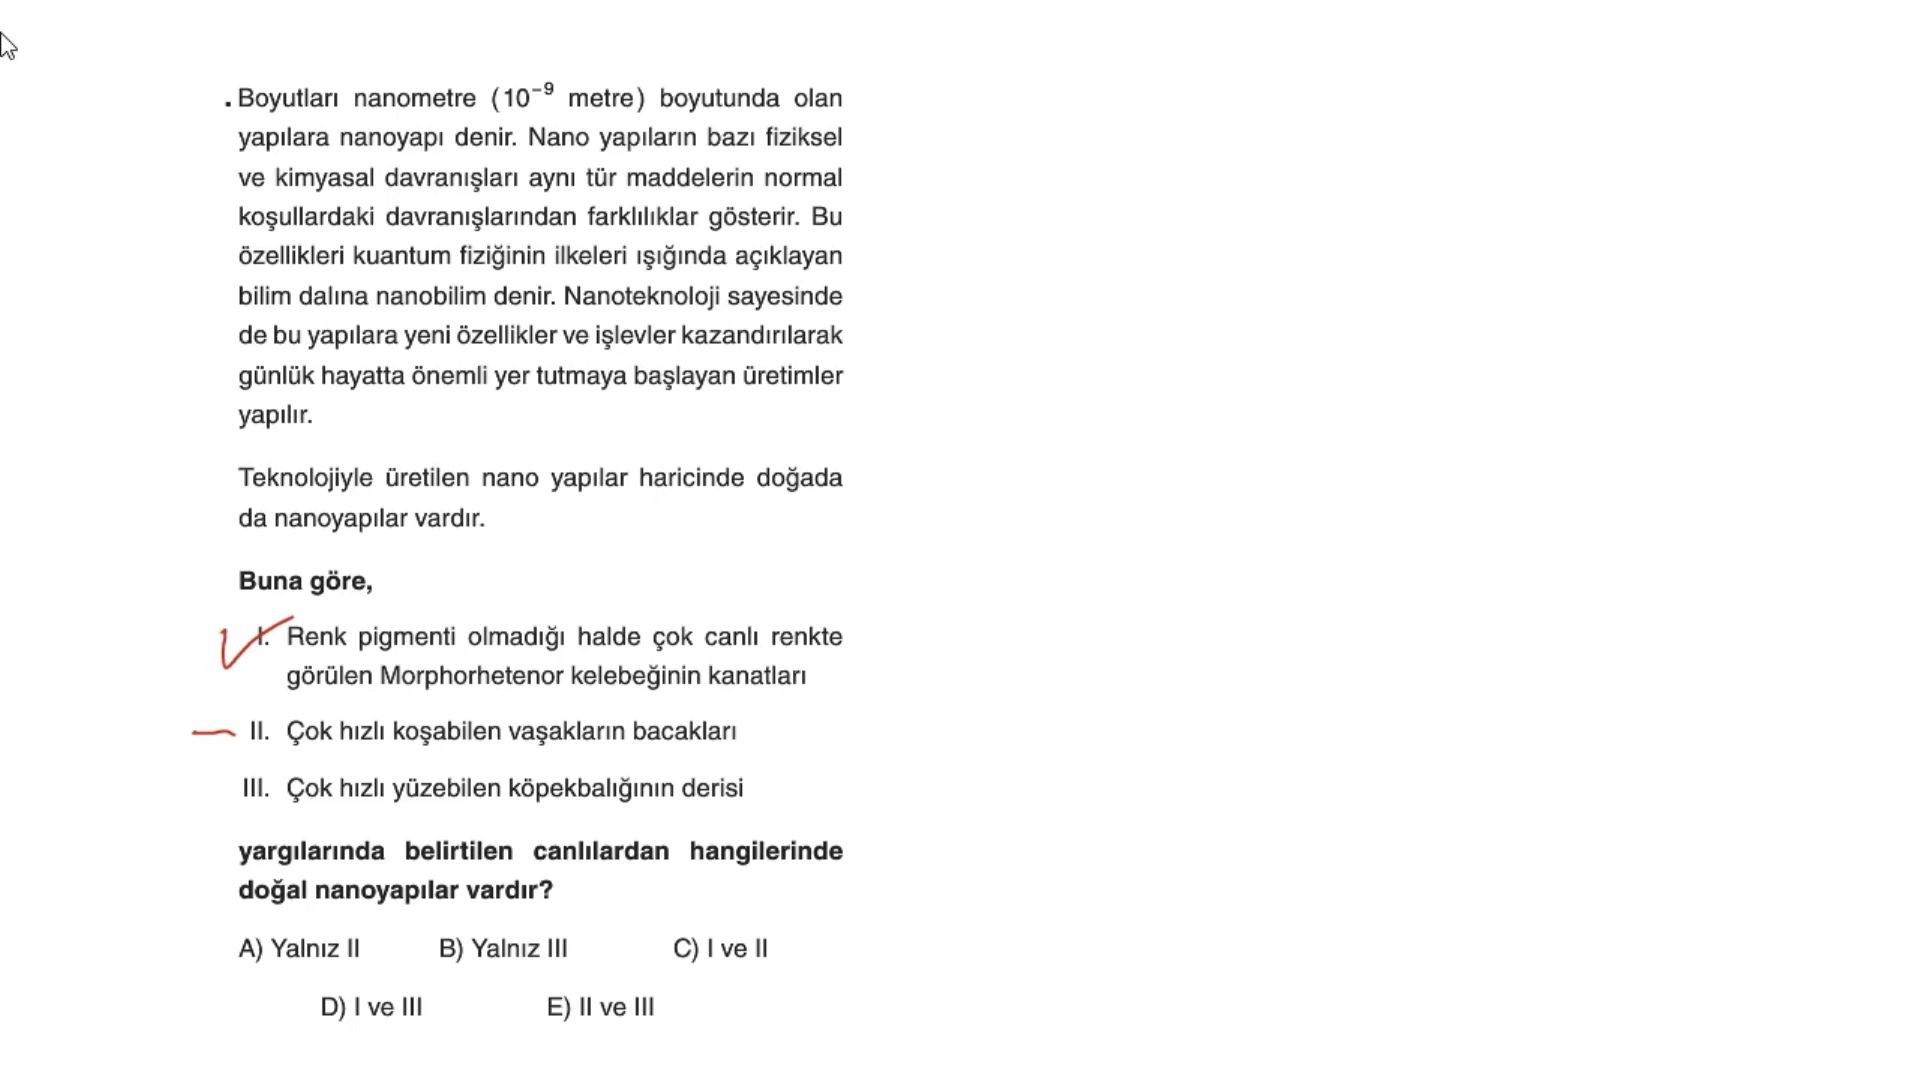 . Boyutları nanometre (10⁻⁹ metre) boyutunda olan
yapılara nanoyapı denir. Nano yapıların bazı fiziksel
ve kimyasal davranışları aynı tür maddelerin normal
koşullardaki davranışlarından farklılıklar gösterir. Bu
özellikleri kuantum fiziğinin ilkeleri ışığında açıklayan
bilim dalına nanobilim denir. Nanoteknoloji sayesinde
de bu yapılara yeni özellikler ve işlevler kazandırılarak
günlük hayatta önemli yer tutmaya başlayan üretimler
yapılır.
Teknolojiyle üretilen nano yapılar haricinde doğada
da nanoyapılar vardır.
Buna göre,
I. Renk pigmenti olmadığı halde çok canlı renkte
görülen Morphorhetenor kelebeğinin kanatları
II. Çok hızlı koşabilen vaşakların bacakları
III. Çok hızlı yüzebilen köpekbalığının derisi
yargılarında belirtilen canlılardan hangilerinde
doğal nanoyapılar vardır?
A) Yalnız II B) Yalnız III C) I ve II
D) I ve III E) II ve III